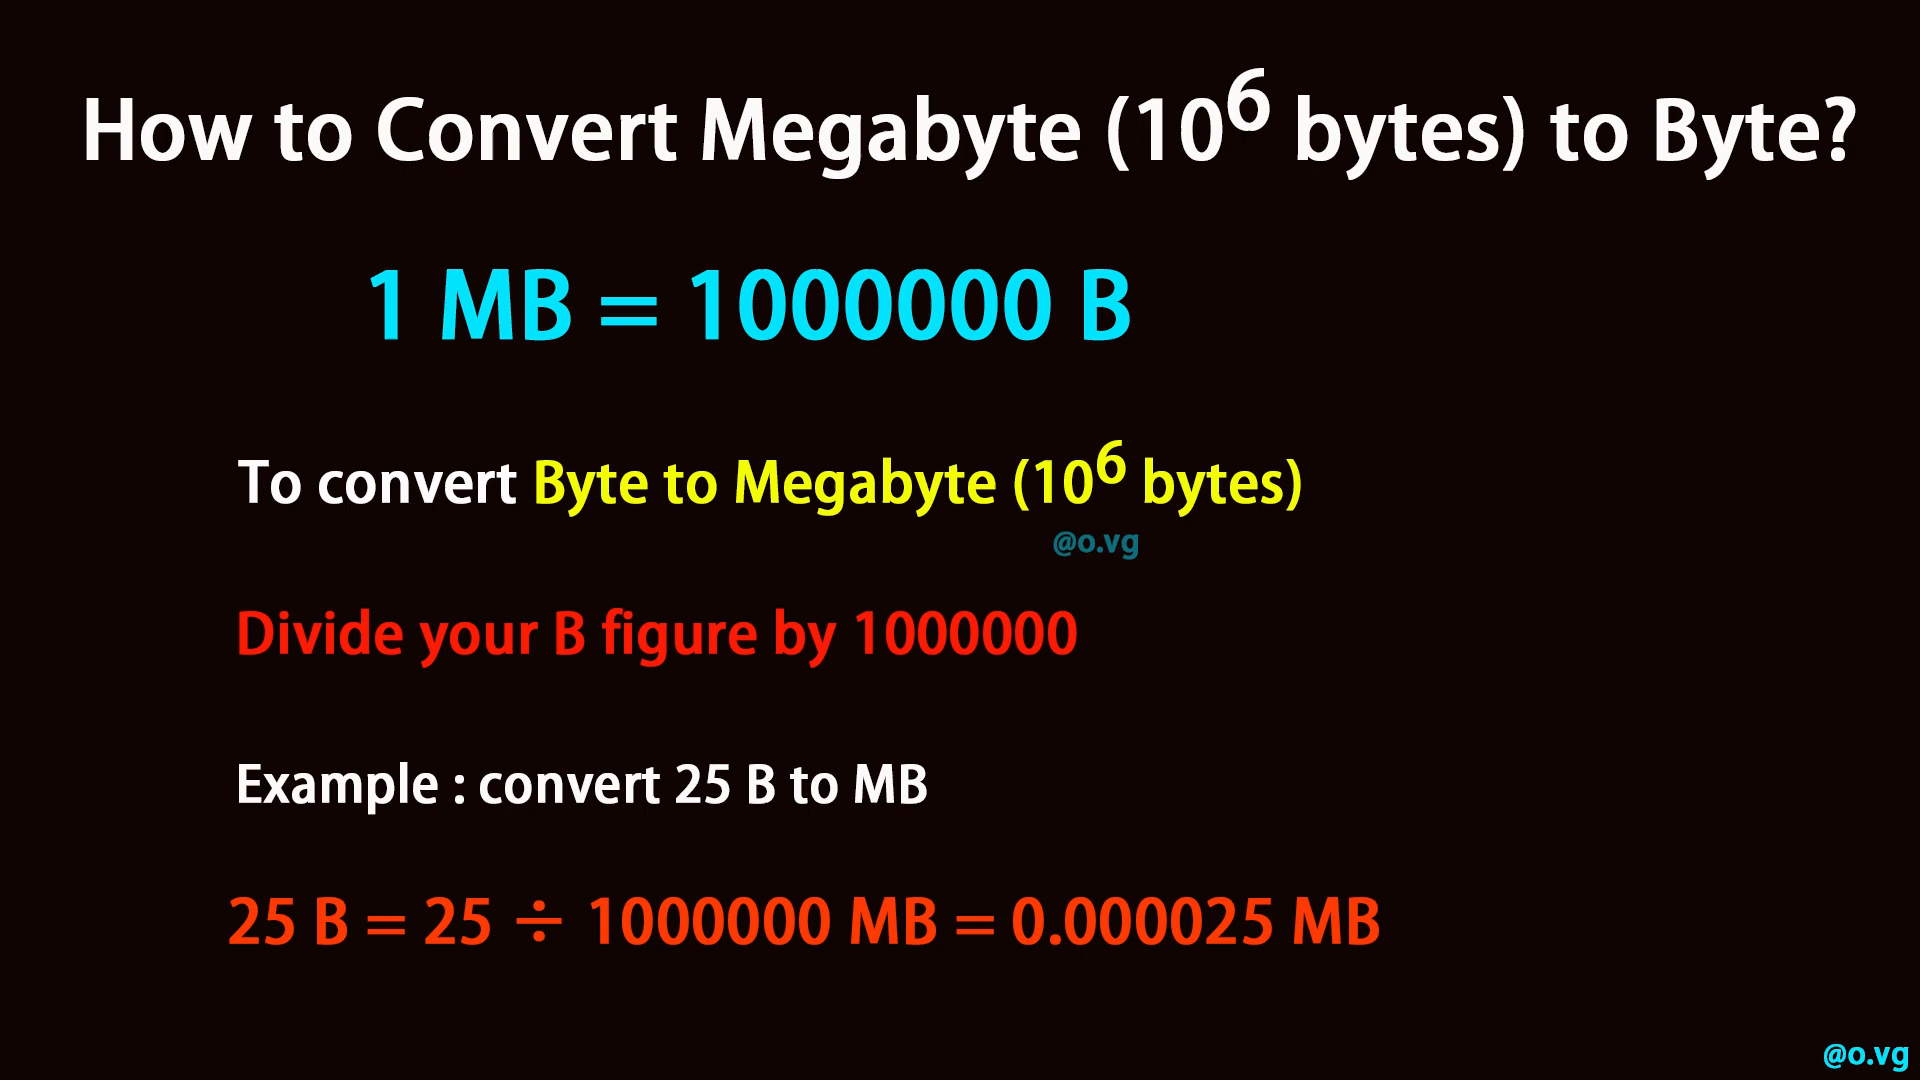 How to Convert Megabyte (10⁶ bytes) to Byte?
1 MB = 1000000 B
To convert Byte to Megabyte (10⁶ bytes)
@o.vg
Divide your B figure by 1000000
Example : convert 25 B to MB
25 B = 25 ÷ 1000000 MB = 0.000025 MB
@o.vg